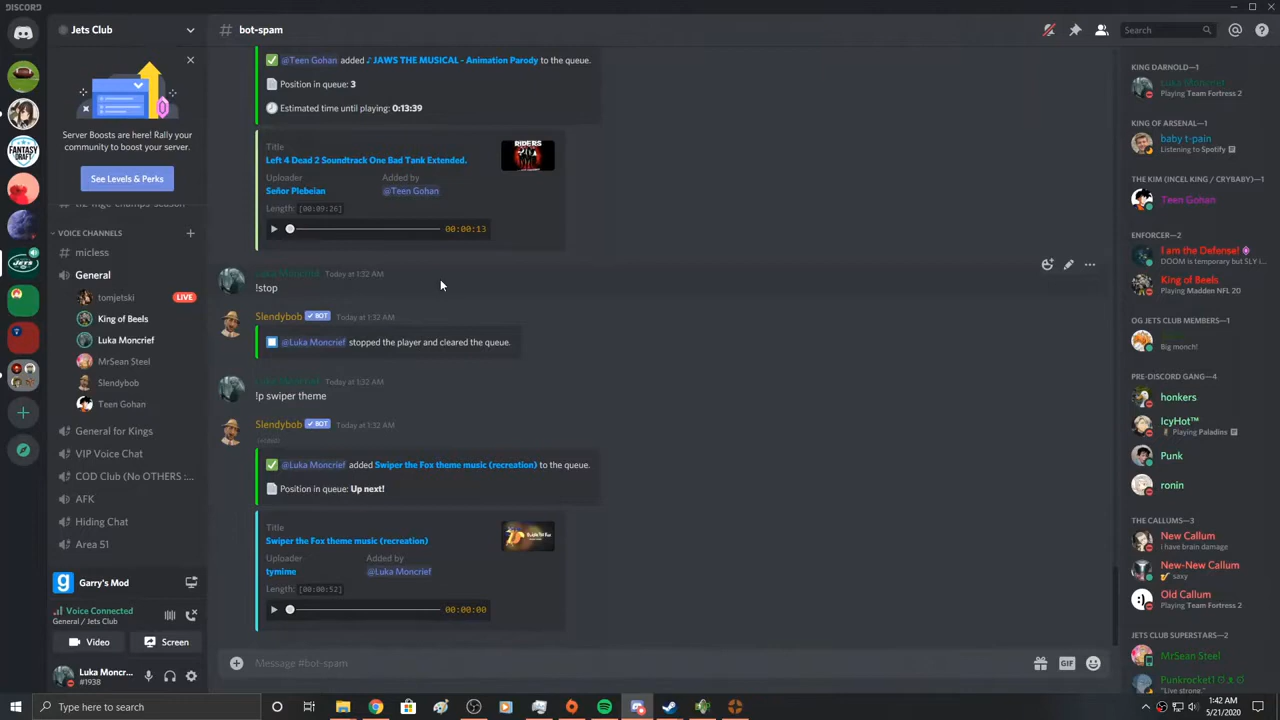 DISCORD
Jets Club
# bot-spam
Search
Server Boosts are here! Rally your
community to boost your server.
See Levels & Perks
VOICE CHANNELS
# micless
General
tomjetski LIVE
King of Beels
Luka Moncrief
MrSean Steel
Slendybob
Teen Gohan
General for Kings
VIP Voice Chat
COD Club (No OTHERS :...
AFK
Hiding Chat
Area 51
Garry's Mod
Voice Connected
General / Jets Club
Video
Screen
Luka Moncr...
#1938
@Teen Gohan added ♪ JAWS THE MUSICAL - Animation Parody to the queue.
Position in queue: 3
Estimated time until playing: 0:13:39
Title
Left 4 Dead 2 Soundtrack One Bad Tank Extended.
Uploader Added by
Señor Plebeian @Teen Gohan
Length: [00:09:26]
00:00:13
RIDERS
Luka Moncrief Today at 1:32 AM
!stop
Slendybob ✓ BOT Today at 1:32 AM
@Luka Moncrief stopped the player and cleared the queue.
Luka Moncrief Today at 1:32 AM
!p swiper theme
Slendybob ✓ BOT Today at 1:32 AM
(edited)
@Luka Moncrief added Swiper the Fox theme music (recreation) to the queue.
Position in queue: Up next!
Title
Swiper the Fox theme music (recreation)
Uploader Added by
tymime @Luka Moncrief
Length: [00:00:52]
00:00:00
Message #bot-spam
GIF
KING DARNOLD—1
Luka Moncrief
Playing Team Fortress 2
KING OF ARSENAL—1
baby t-pain
Listening to Spotify
THE KIM (INCEL KING / CRYBABY)—1
Teen Gohan
ENFORCER—2
I am the Defense!
DOOM is temporary but SLY i...
King of Beels
Playing Madden NFL 20
OG JETS CLUB MEMBERS—1
Big monch!
PRE-DISCORD GANG—4
honkers
IcyHot™
Playing Paladins
Punk
ronin
THE CALLUMS—3
New Callum
i have brain damage
New-New Callum
saxy
Old Callum
Playing Team Fortress 2
JETS CLUB SUPERSTARS—2
MrSean Steel
Punkrocket1
"Live strong."
Type here to search
1:42 AM
5/21/2020
FANTASY
DRAFT